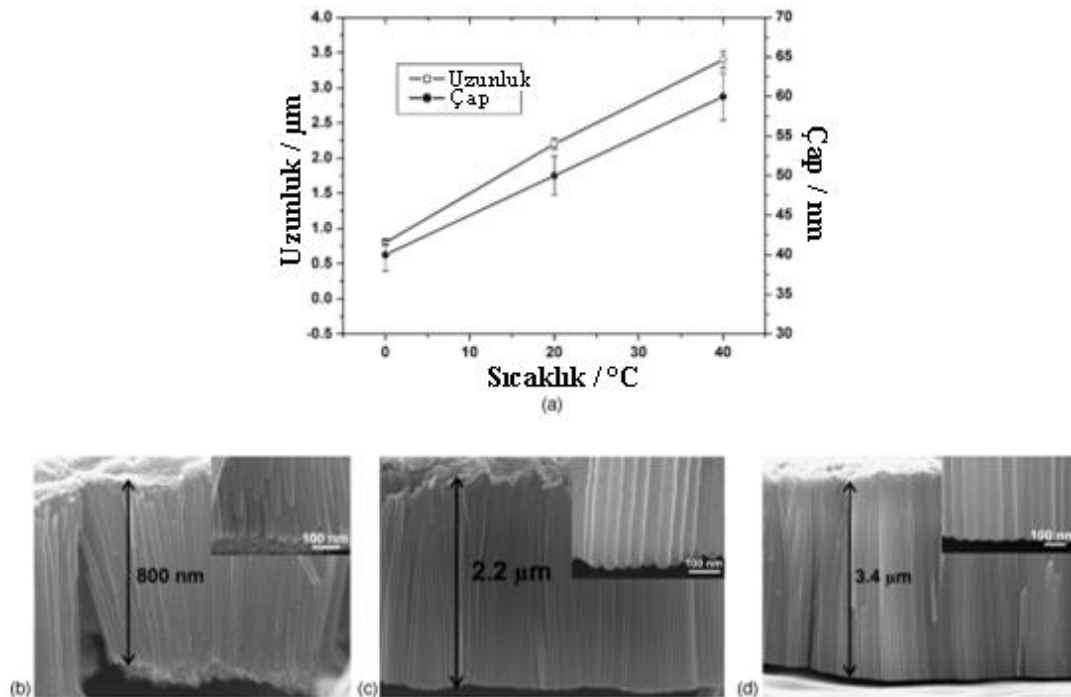 4.0
3.5
3.0
2.5
2.0
1.5
1.0
0.5
0.0
-0.5
Uzunluk / µm
Uzunluk
Çap
70
65
60
55
50
45
40
35
30
Çap / nm
0
10
20
30
40
Sıcaklık / °C
(a)
800 nm
100 nm
(b)
2.2 µm
100 nm
(c)
3.4 µm
100 nm
(d)